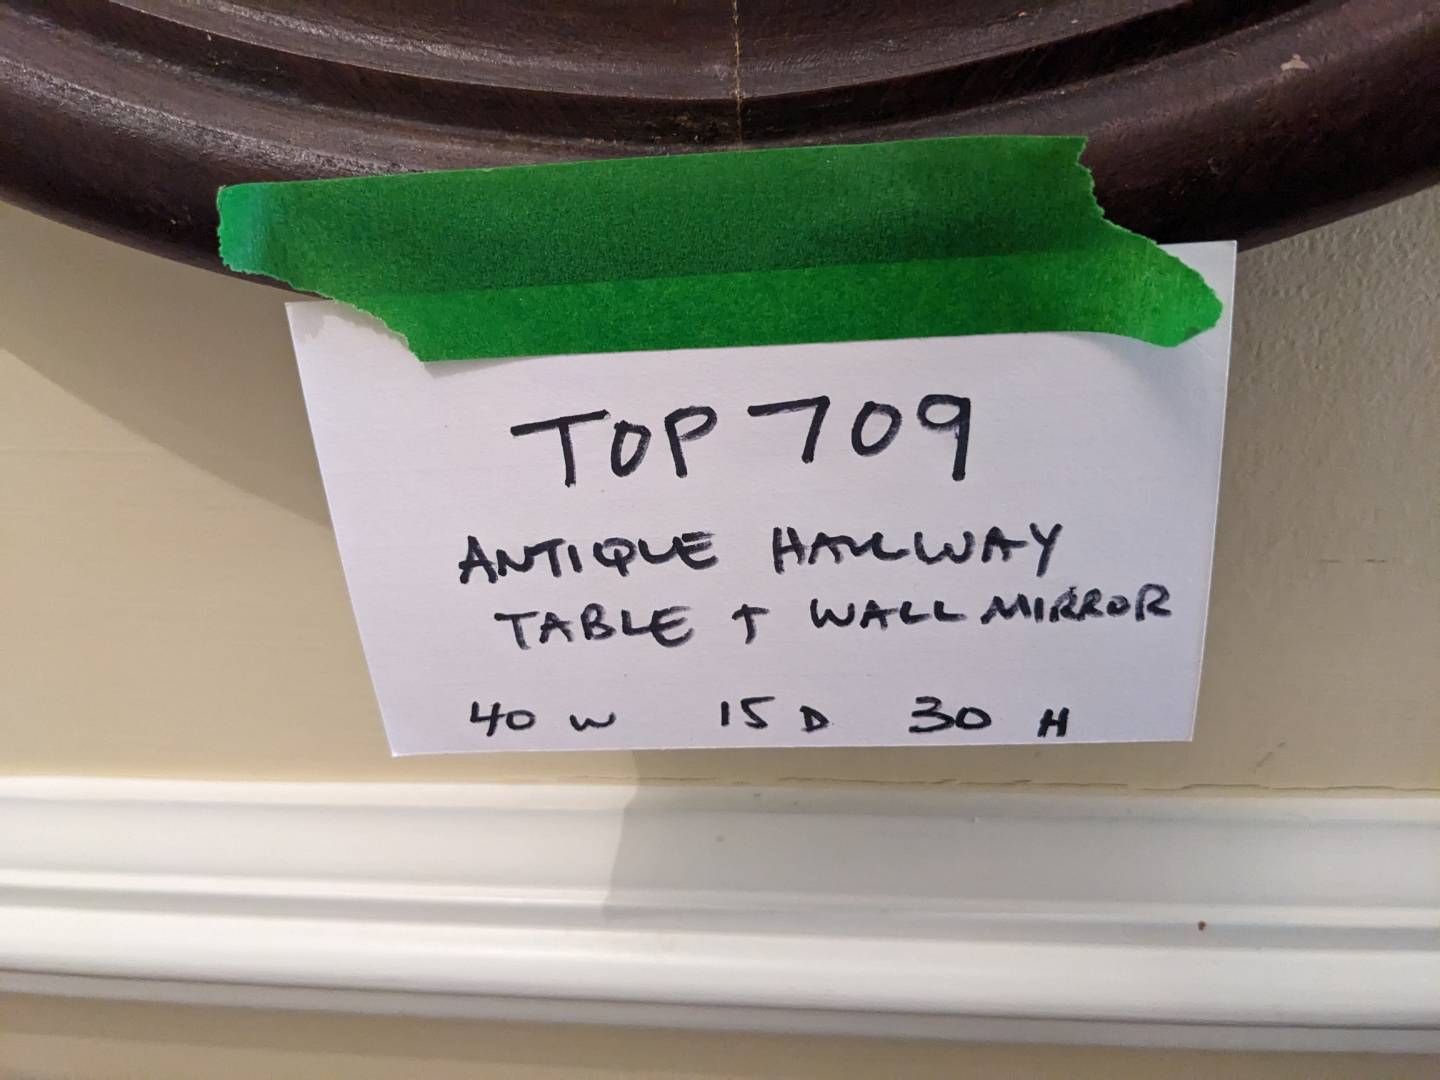 TOP 709
ANTIQUE HALLWAY
TABLE + WALL MIRROR
40 W 15 D 30 H